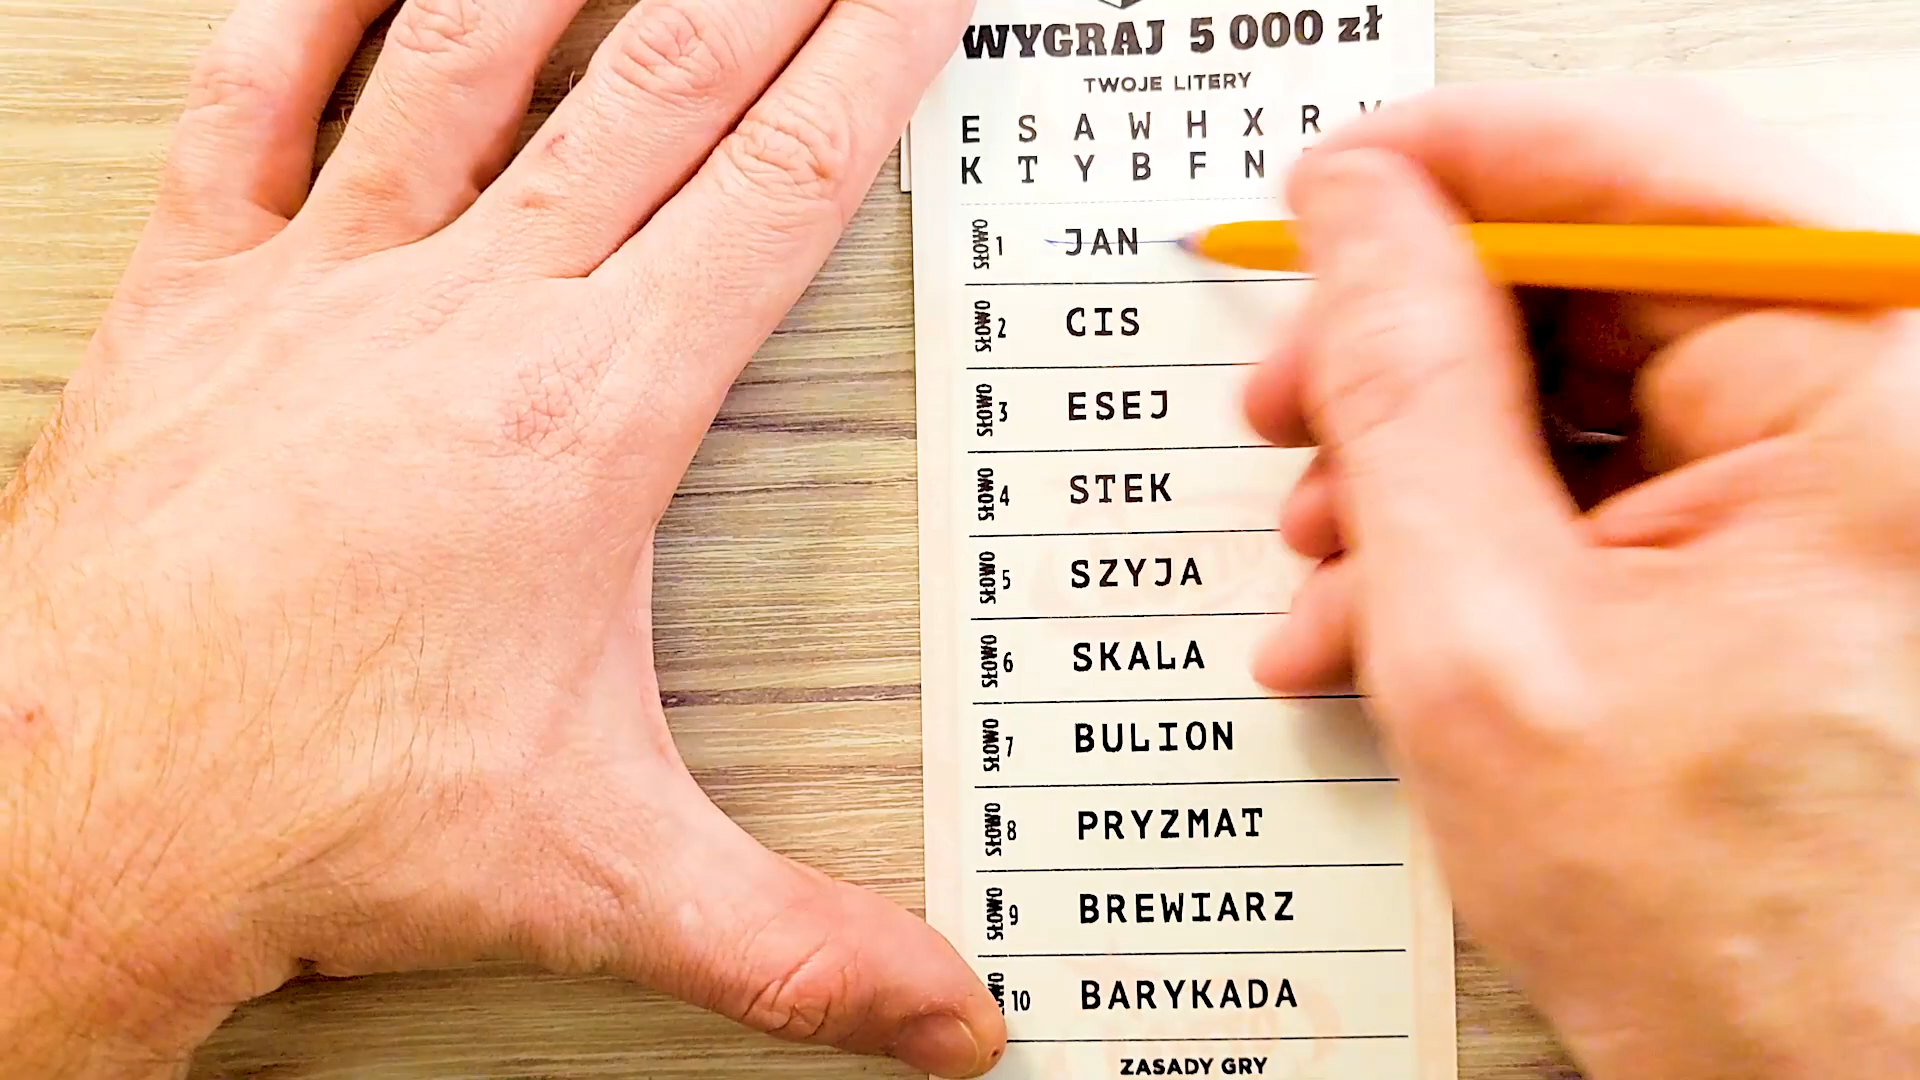 WYGRAJ 5 000 zł
TWOJE LITERY
E S A W H X R
K T Y B F N
SŁOWO 1 JAN
SŁOWO 2 CIS
SŁOWO 3 ESEJ
SŁOWO 4 STEK
SŁOWO 5 SZYJA
SŁOWO 6 SKALA
SŁOWO 7 BULION
SŁOWO 8 PRYZMAT
SŁOWO 9 BREWIARZ
10 BARYKADA
ZASADY GRY